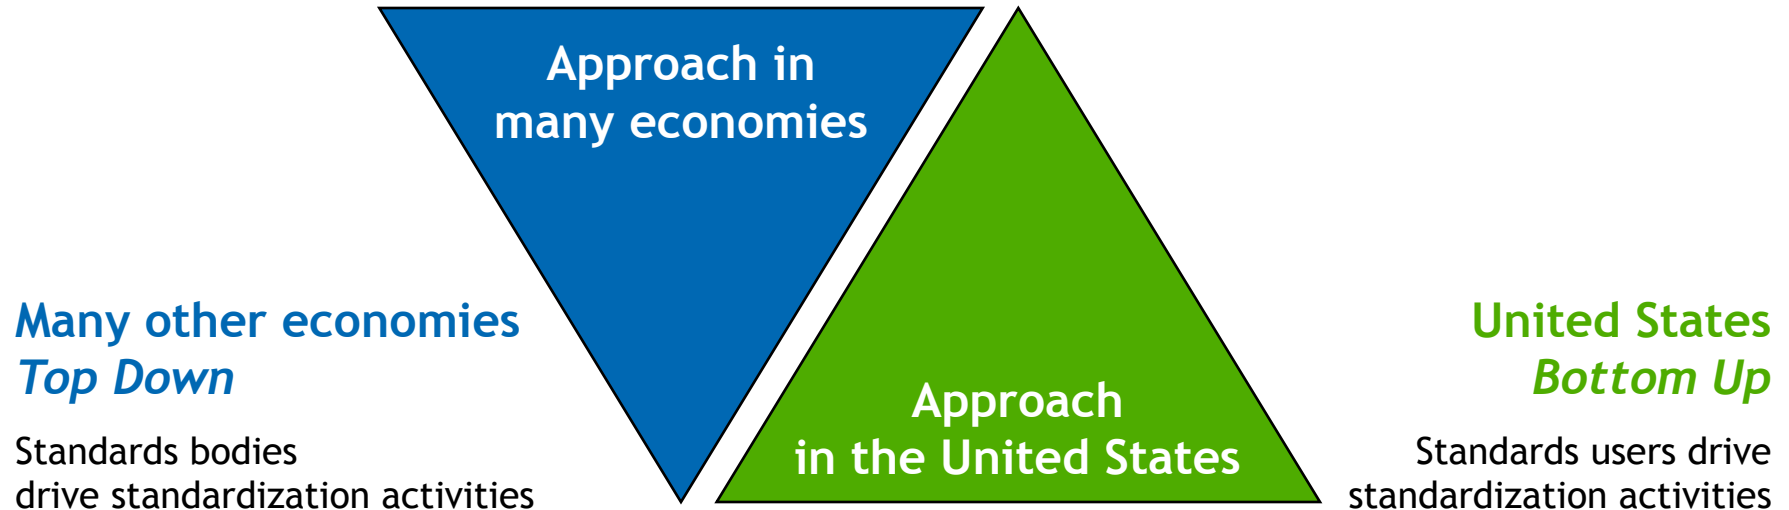 Approach in
many economies
Many other economies
Top Down
Standards bodies
drive standardization activities
Approach
in the United States
United States
Bottom Up
Standards users drive
standardization activities